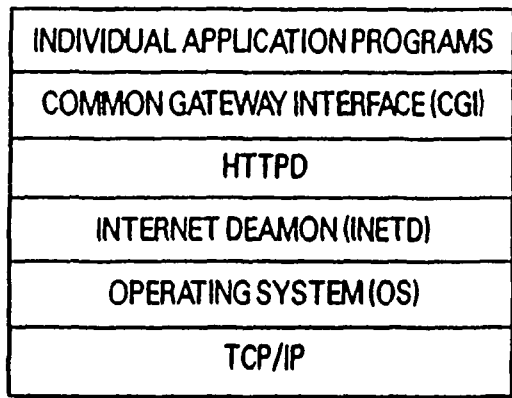 INDIVIDUAL APPLICATION PROGRAMS
COMMON GATEWAY INTERFACE (CGI)
HTTPD
INTERNET DEAMON (INETD)
OPERATING SYSTEM (OS)
TCP/IP